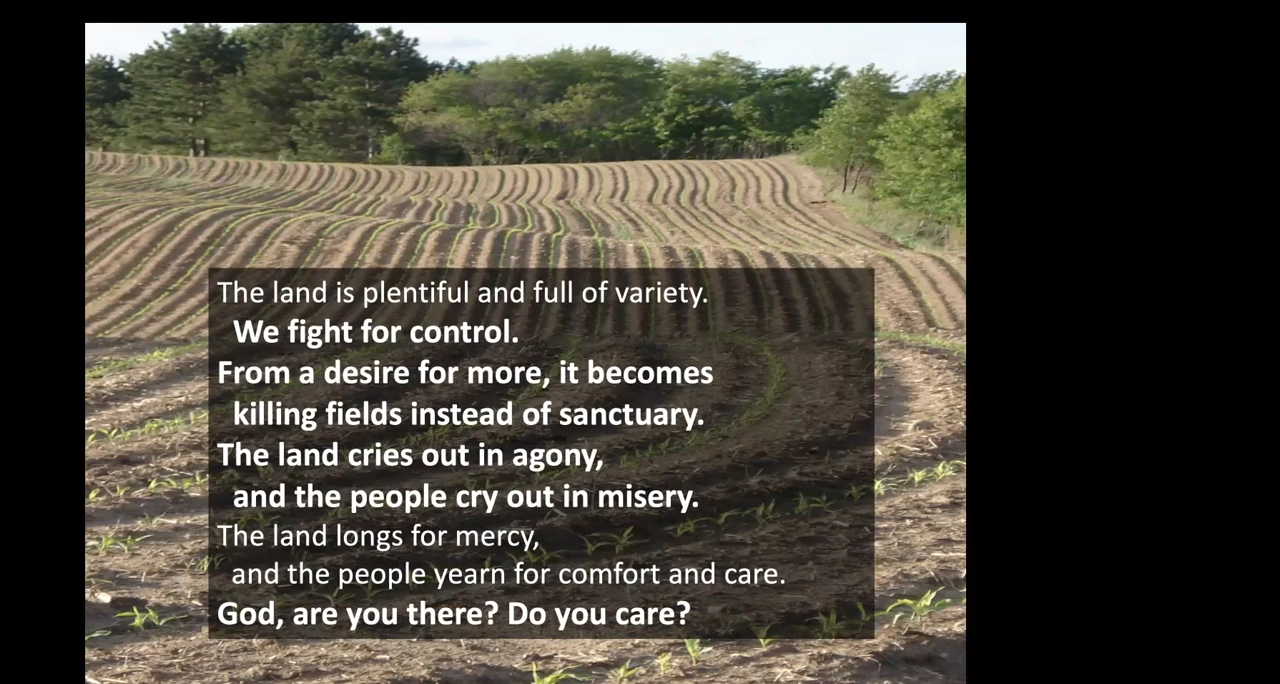 The land is plentiful and full of variety.
We fight for control.
From a desire for more, it becomes
killing fields instead of sanctuary.
The land cries out in agony,
and the people cry out in misery.
The land longs for mercy,
and the people yearn for comfort and care.
God, are you there? Do you care?